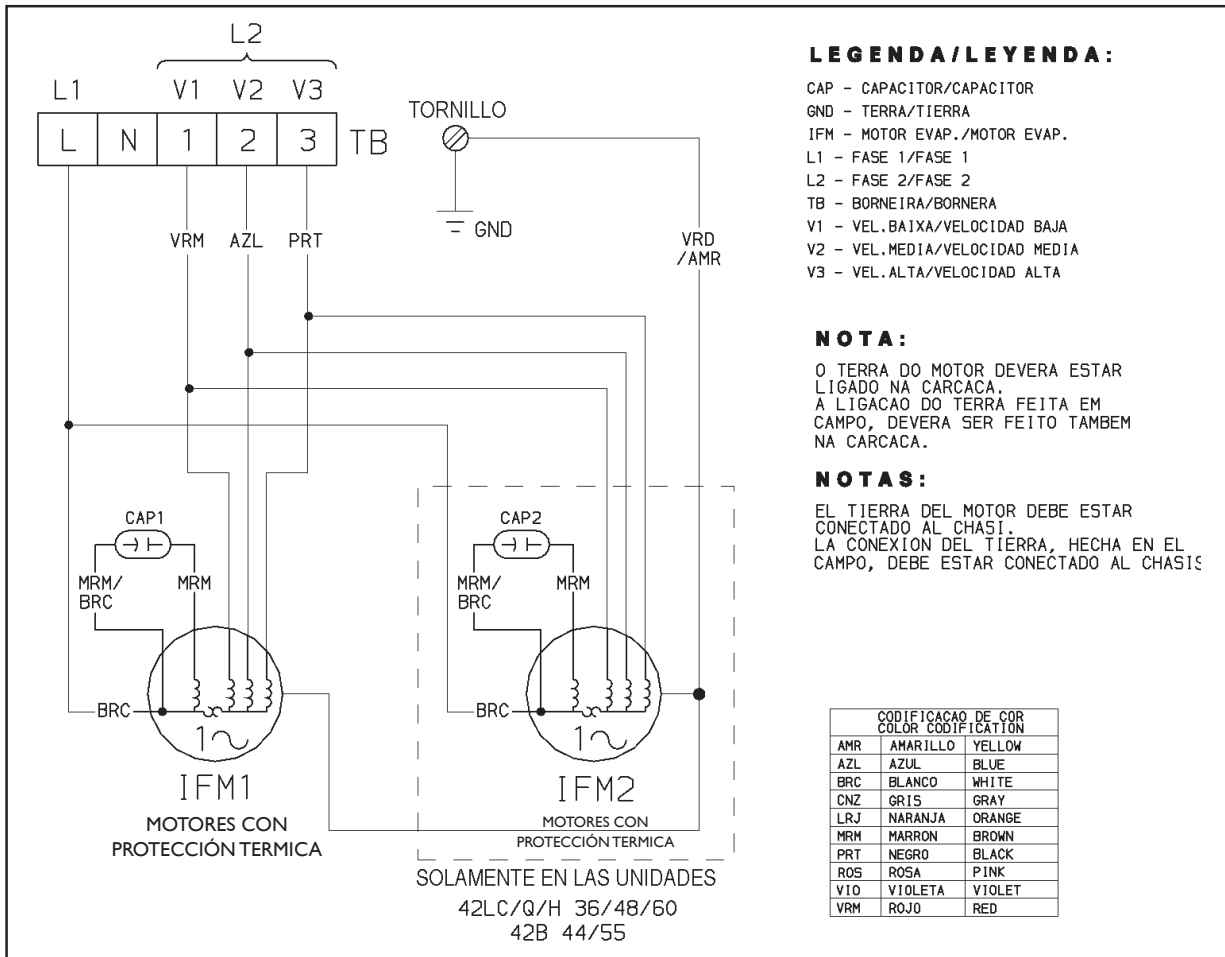 L2
L1 V1 V2 V3
L N 1 2 3 TB
TORNILLO
GND
VRM AZL PRT
VRD
/AMR
CAP1
MRM/
BRC
MRM
BRC
1
IFM1
MOTORES CON
PROTECCIÓN TERMICA
CAP2
MRM/
BRC
MRM
BRC
1
IFM2
MOTORES CON
PROTECCIÓN TERMICA
SOLAMENTE EN LAS UNIDADES
42LC/Q/H 36/48/60
42B 44/55
LEGENDA/LEYENDA:
CAP - CAPACITOR/CAPACITOR
GND - TERRA/TIERRA
IFM - MOTOR EVAP./MOTOR EVAP.
L1 - FASE 1/FASE 1
L2 - FASE 2/FASE 2
TB - BORNEIRA/BORNERA
V1 - VEL.BAIXA/VELOCIDAD BAJA
V2 - VEL.MEDIA/VELOCIDAD MEDIA
V3 - VEL.ALTA/VELOCIDAD ALTA
NOTA:
O TERRA DO MOTOR DEVERA ESTAR
LIGADO NA CARCACA.
A LIGACAO DO TERRA FEITA EM
CAMPO, DEVERA SER FEITO TAMBEM
NA CARCACA.
NOTAS:
EL TIERRA DEL MOTOR DEBE ESTAR
CONECTADO AL CHASI.
LA CONEXION DEL TIERRA, HECHA EN EL
CAMPO, DEBE ESTAR CONECTADO AL CHASIS
CODIFICACAO DE COR
COLOR CODIFICATION
AMR AMARILLO YELLOW
AZL AZUL BLUE
BRC BLANCO WHITE
CNZ GRIS GRAY
LRJ NARANJA ORANGE
MRM MARRON BROWN
PRT NEGRO BLACK
ROS ROSA PINK
VIO VIOLETA VIOLET
VRM ROJO RED